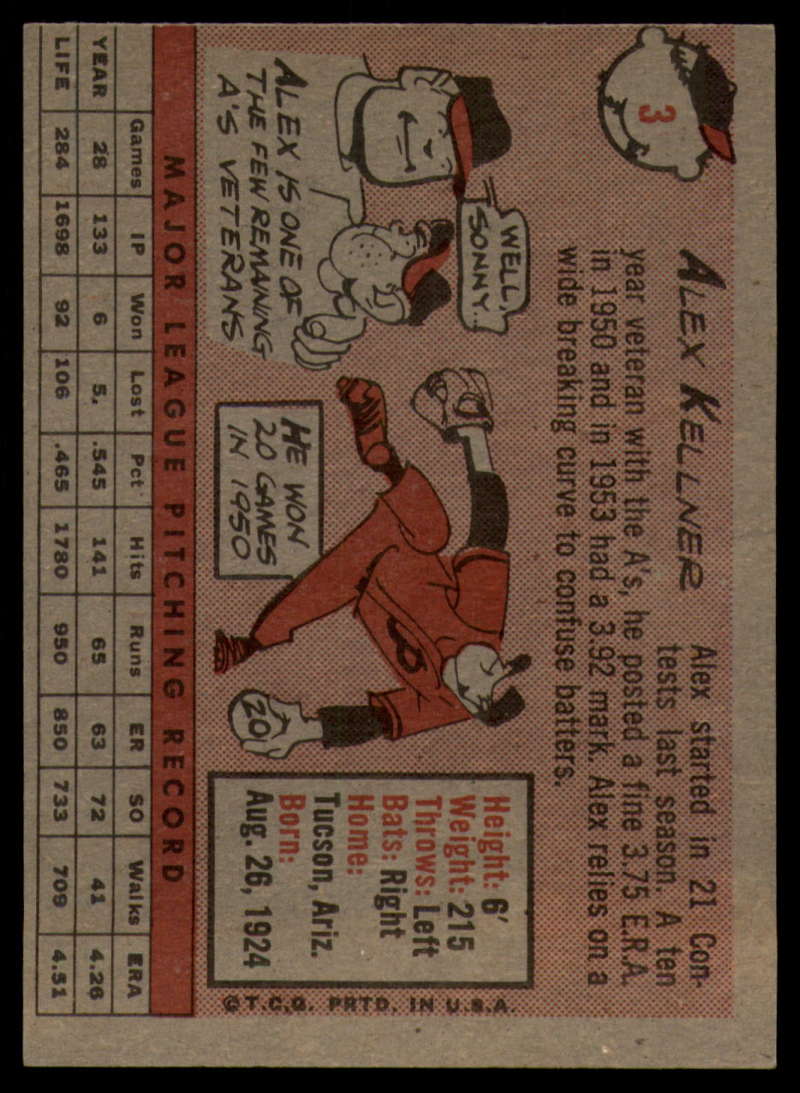 3
ALEX KELLNER
Alex started in 21 Con-
tests last season. A ten
year veteran with the A's, he posted a fine 3.75 E.R.A.
in 1950 and in 1953 had a 3.92 mark. Alex relies on a
wide breaking curve to confuse batters.
WELL,
SONNY...
ALEX IS ONE OF
THE FEW REMAINING
A'S VETERANS
HE WON
20 GAMES
IN 1950
20
Height: 6'
Weight: 215
Throws: Left
Bats: Right
Home:
Tucson, Ariz.
Born:
Aug. 26, 1924
© T.C.G. PRTD. IN U.S.A.
MAJOR LEAGUE PITCHING RECORD
Games IP Won Lost Pct Hits Runs ER SO Walks ERA
YEAR 28 133 6 5. .545 141 65 63 72 41 4.26
LIFE 284 1698 92 106 .465 1780 950 850 733 709 4.51